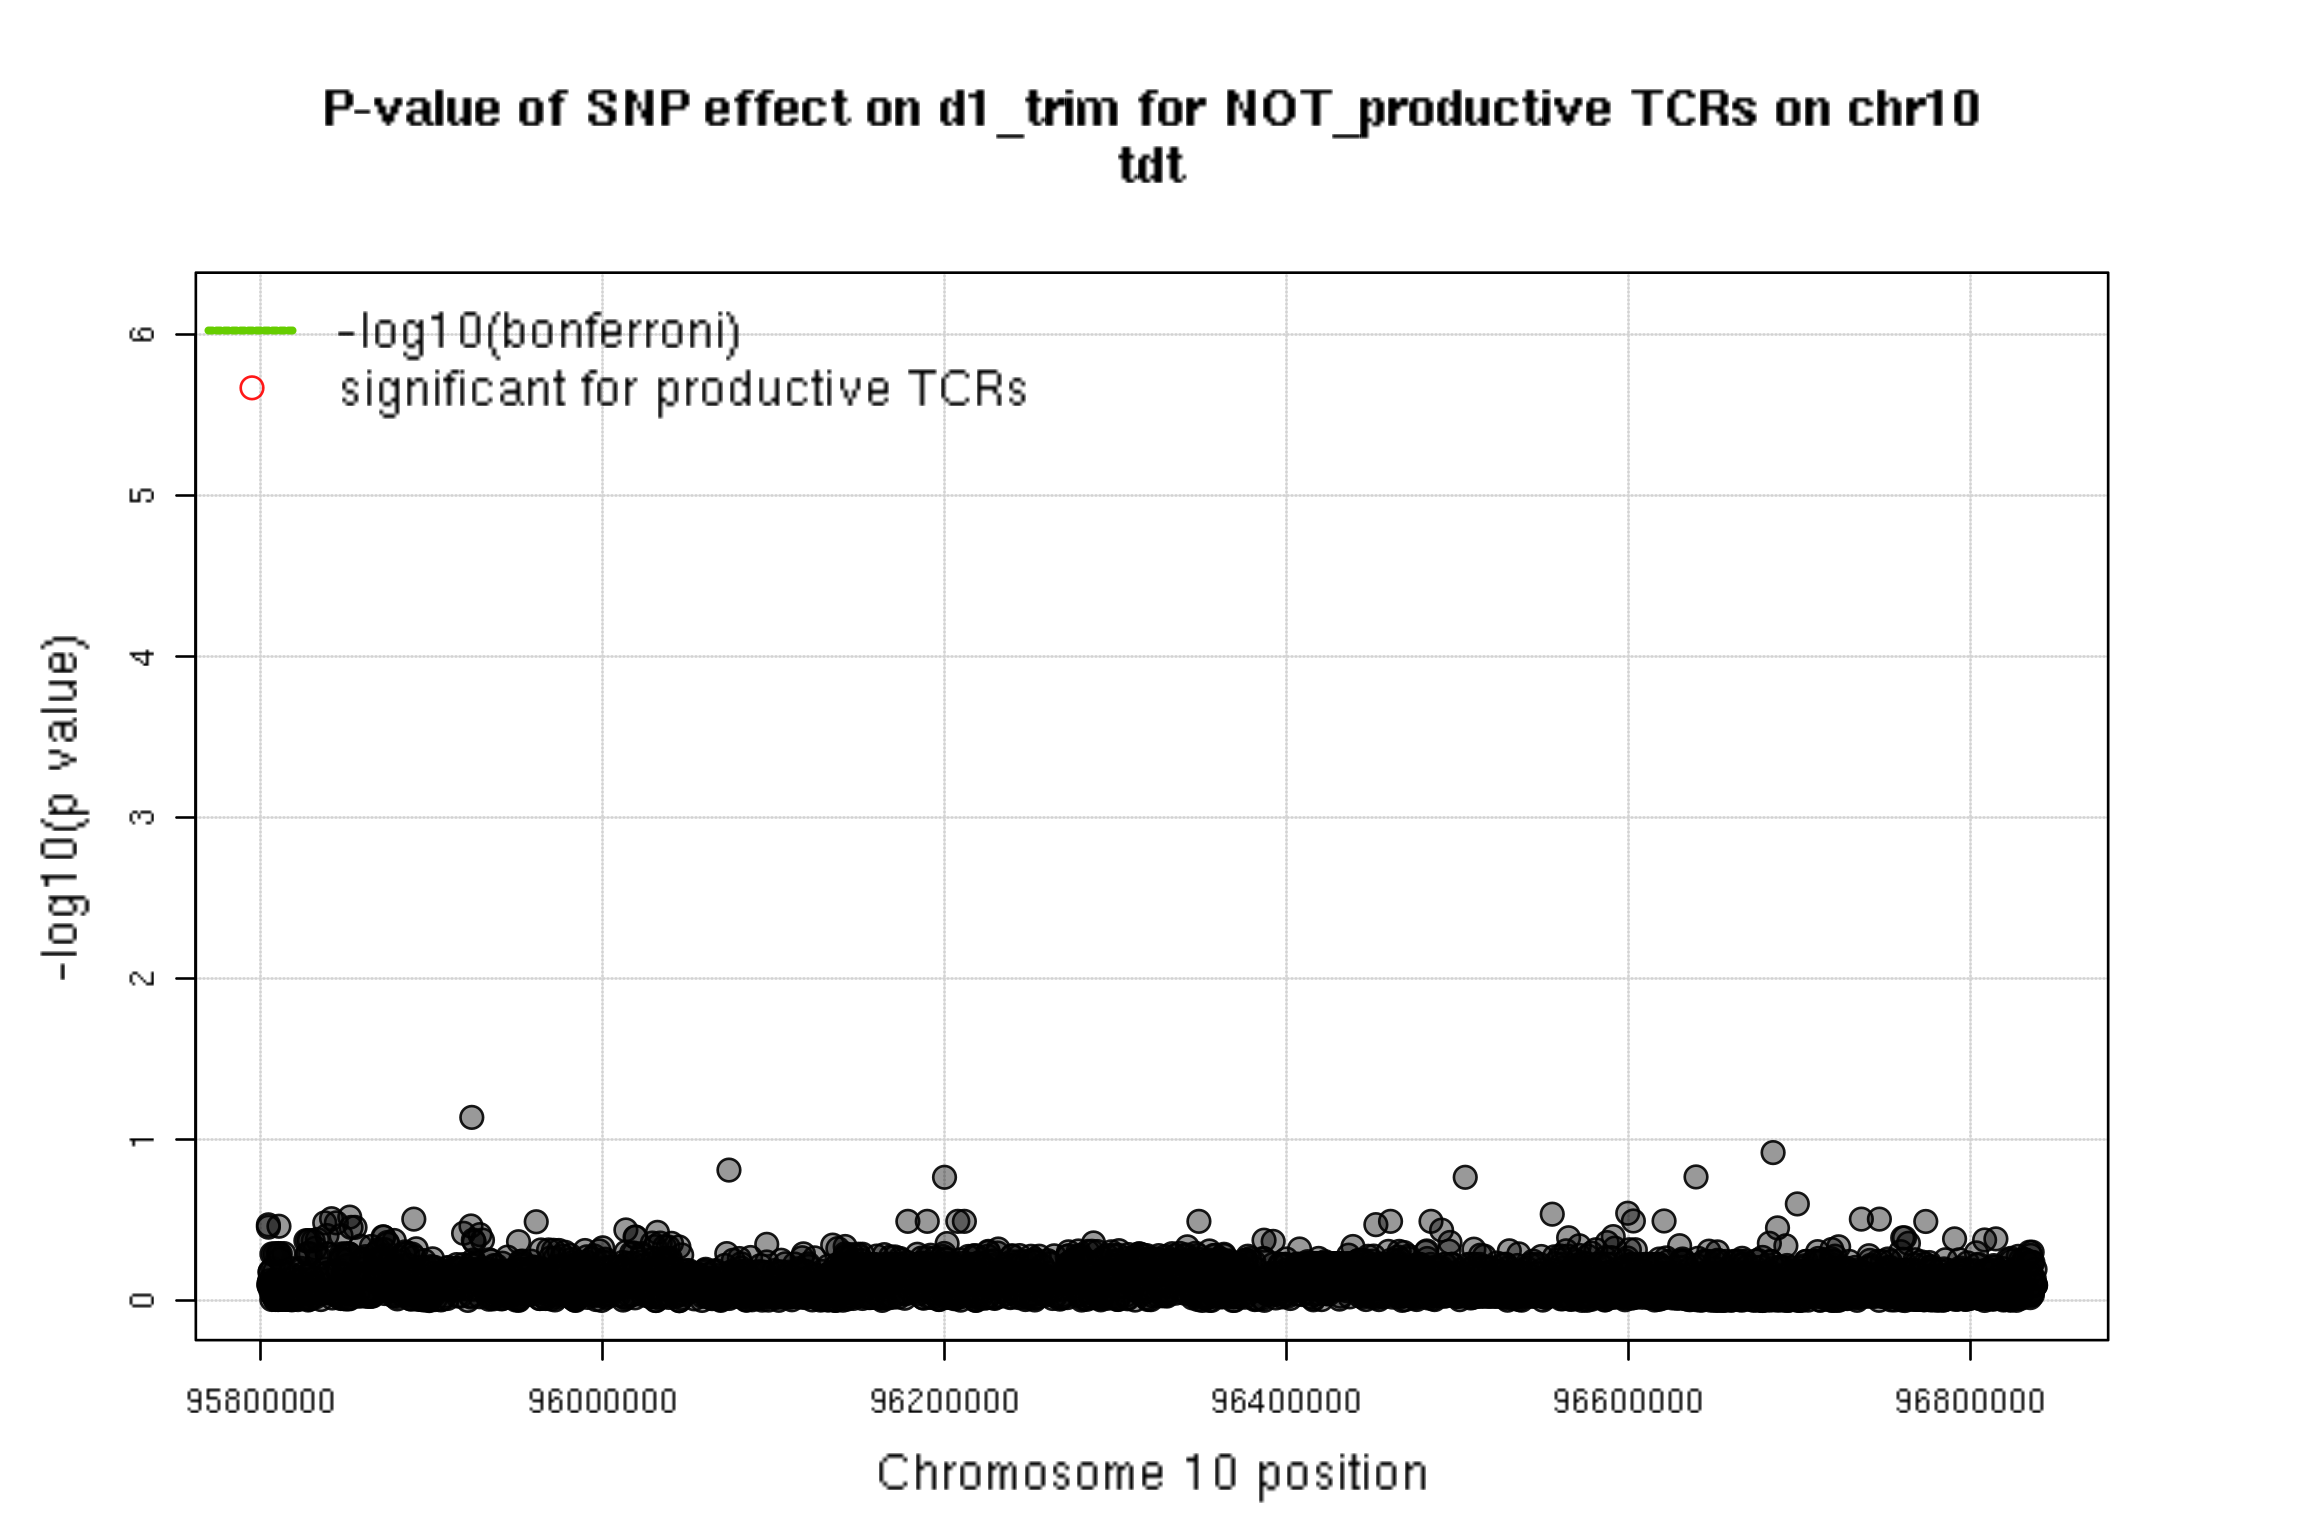 P-value of SNP effect on d1_trim for NOT_productive TCRs on chr10
tdt
-log10(bonferroni)
significant for productive TCRs
6
5
4
3
2
1
0
-log10(p value)
95800000 96000000 96200000 96400000 96600000 96800000
Chromosome 10 position